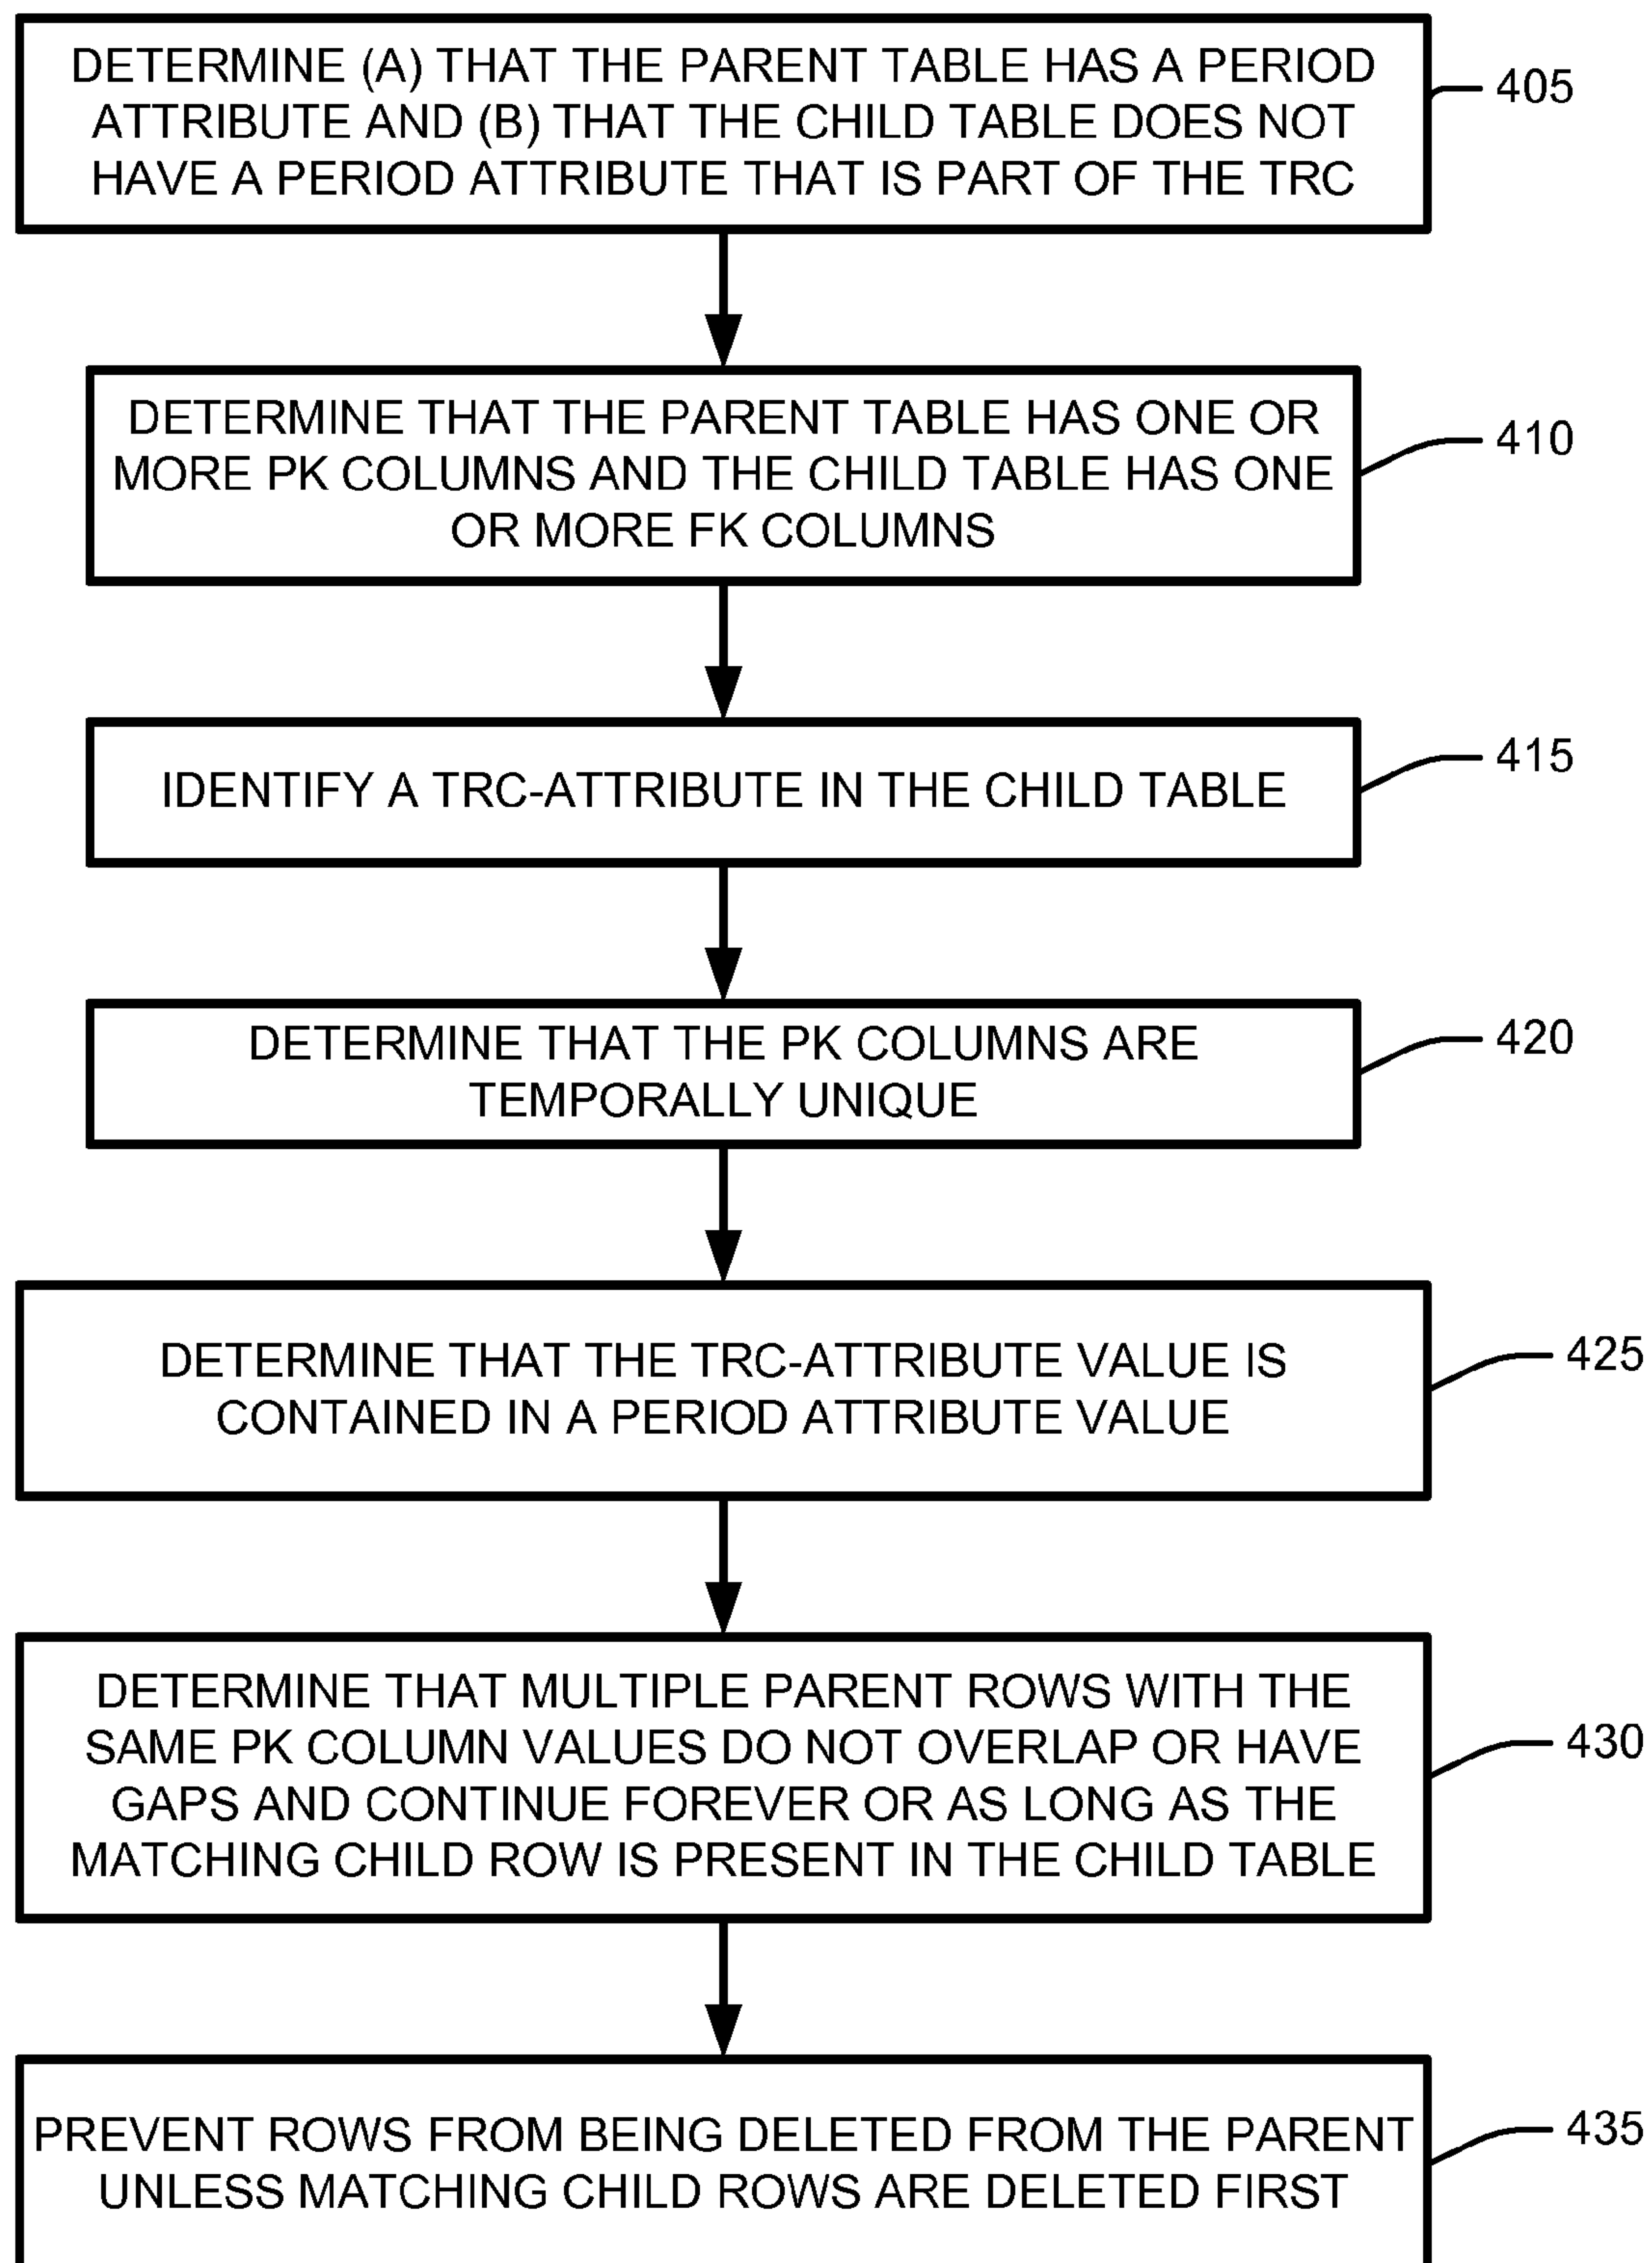 DETERMINE (A) THAT THE PARENT TABLE HAS A PERIOD
ATTRIBUTE AND (B) THAT THE CHILD TABLE DOES NOT
HAVE A PERIOD ATTRIBUTE THAT IS PART OF THE TRC
405
DETERMINE THAT THE PARENT TABLE HAS ONE OR
MORE PK COLUMNS AND THE CHILD TABLE HAS ONE
OR MORE FK COLUMNS
410
IDENTIFY A TRC-ATTRIBUTE IN THE CHILD TABLE
415
DETERMINE THAT THE PK COLUMNS ARE
TEMPORALLY UNIQUE
420
DETERMINE THAT THE TRC-ATTRIBUTE VALUE IS
CONTAINED IN A PERIOD ATTRIBUTE VALUE
425
DETERMINE THAT MULTIPLE PARENT ROWS WITH THE
SAME PK COLUMN VALUES DO NOT OVERLAP OR HAVE
GAPS AND CONTINUE FOREVER OR AS LONG AS THE
MATCHING CHILD ROW IS PRESENT IN THE CHILD TABLE
430
PREVENT ROWS FROM BEING DELETED FROM THE PARENT
UNLESS MATCHING CHILD ROWS ARE DELETED FIRST
435